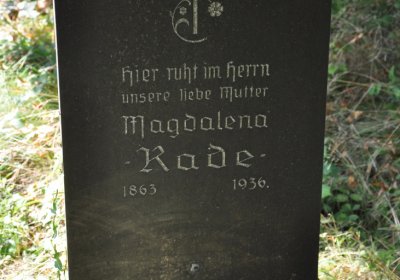 Hier ruht im Herrn
unsere liebe Mutter
Magdalena
- Rade -
1863 1936.